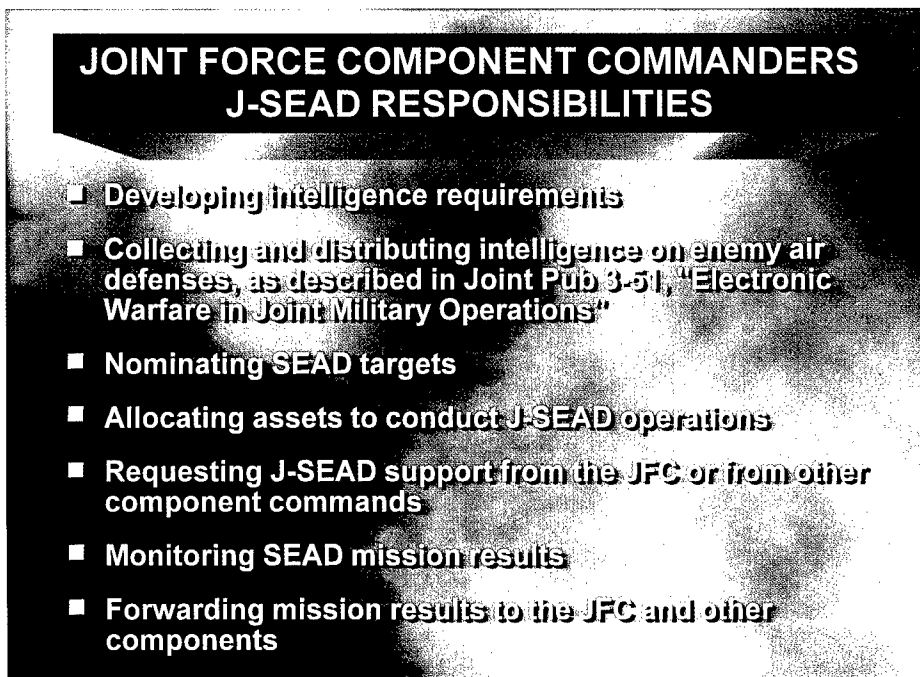 JOINT FORCE COMPONENT COMMANDERS
J-SEAD RESPONSIBILITIES
■ Developing intelligence requirements
■ Collecting and distributing intelligence on enemy air
defenses, as described in Joint Pub 3-51, "Electronic
Warfare in Joint Military Operations"
■ Nominating SEAD targets
■ Allocating assets to conduct J-SEAD operations
■ Requesting J-SEAD support from the JFC or from other
component commands
■ Monitoring SEAD mission results
■ Forwarding mission results to the JFC and other
components